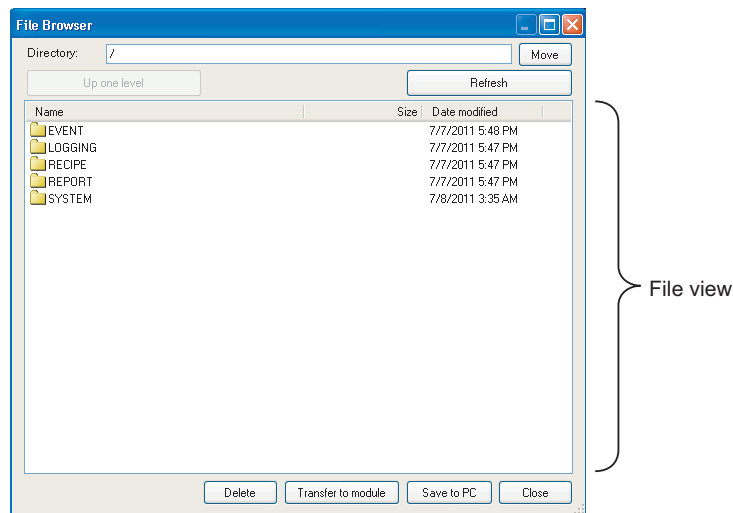 File Browser
Directory: / Move
Up one level Refresh
Name Size Date modified
EVENT 7/7/2011 5:48 PM
LOGGING 7/7/2011 5:47 PM
RECIPE 7/7/2011 5:47 PM
REPORT 7/7/2011 5:47 PM
SYSTEM 7/8/2011 3:35 AM
File view
Delete Transfer to module Save to PC Close